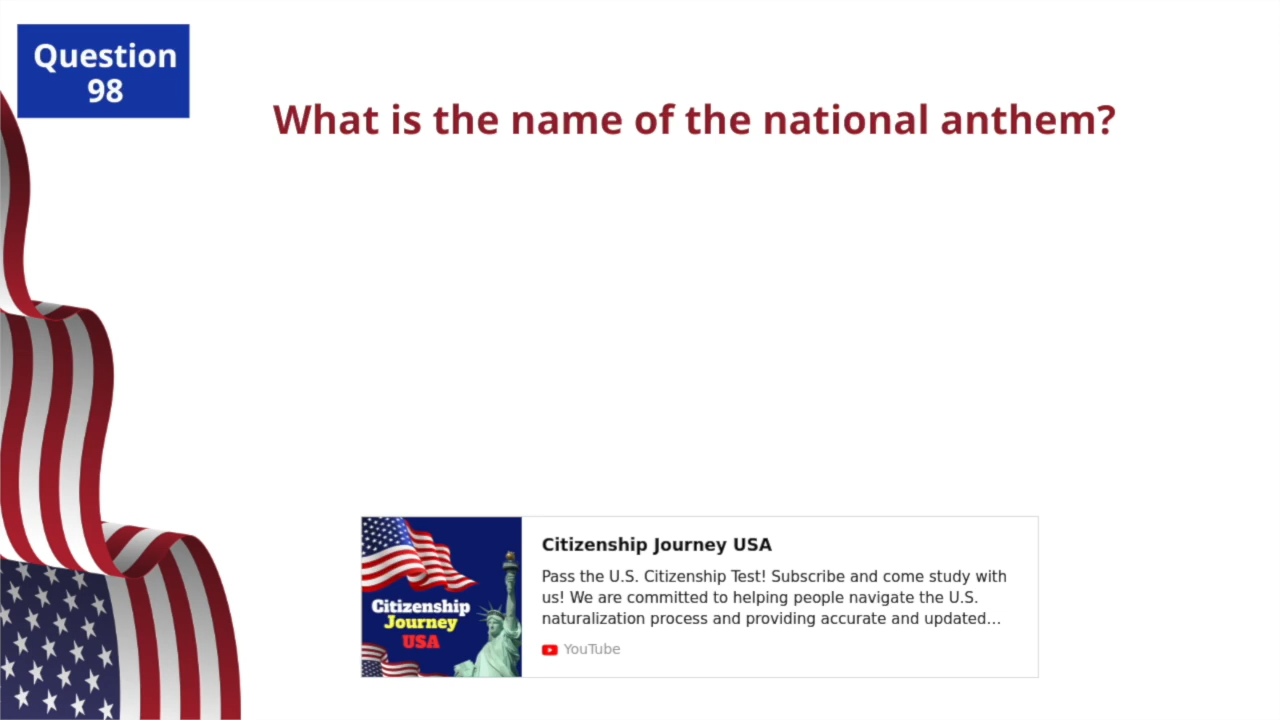 Question
98
What is the name of the national anthem?
Citizenship
Journey
USA
Citizenship Journey USA
Pass the U.S. Citizenship Test! Subscribe and come study with
us! We are committed to helping people navigate the U.S.
naturalization process and providing accurate and updated...
YouTube